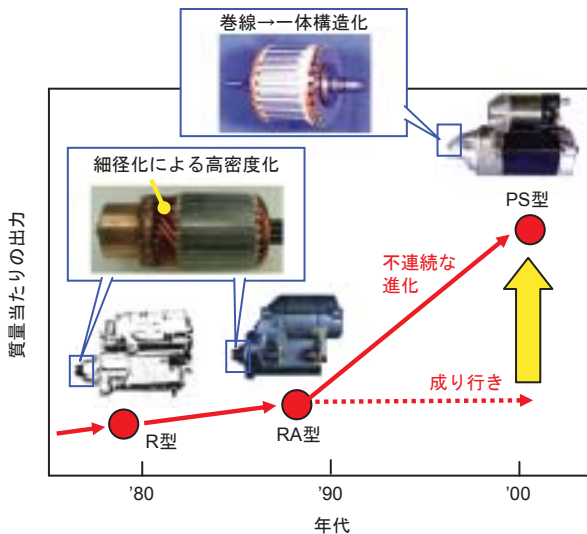 巻線→一体構造化
細径化による高密度化
PS型
不連続な
進化
成り行き
R型
RA型
質量当たりの出力
'80
'90
'00
年代